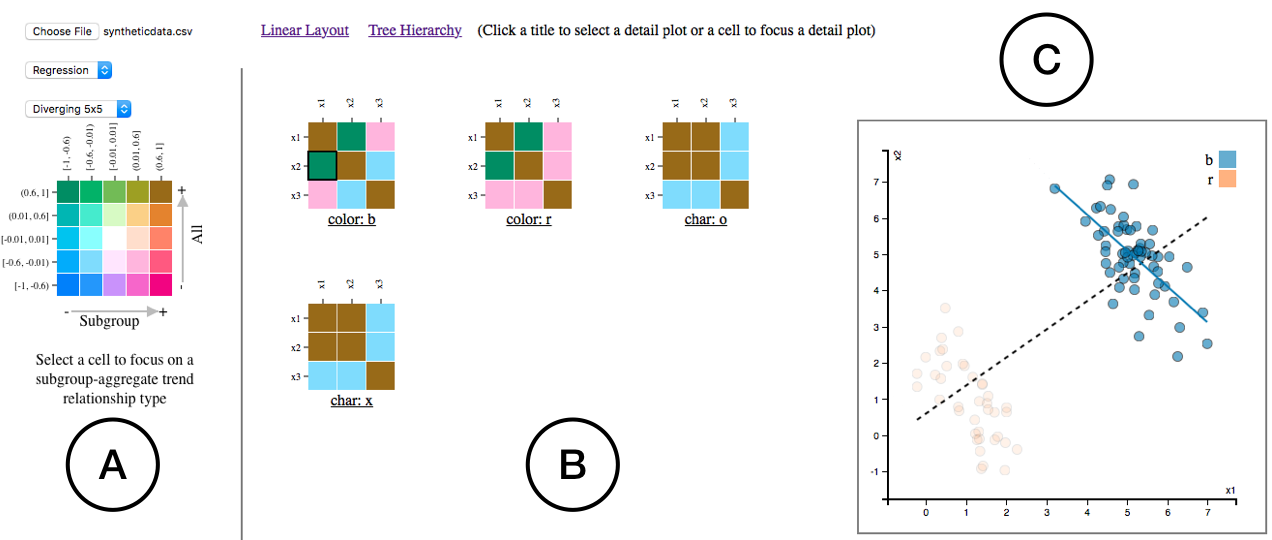 Choose File syntheticdata.csv
Regression
Diverging 5x5
[-1, -0.6)
[-0.6, -0.01)
[-0.01, 0.01]
(0.01, 0.6]
(0.6, 1]
(0.6, 1]
(0.01, 0.6]
[-0.01, 0.01]
[-0.6, -0.01)
[-1, -0.6)
+
All
-
- +
Subgroup
Select a cell to focus on a
subgroup-aggregate trend
relationship type
A
Linear Layout Tree Hierarchy (Click a title to select a detail plot or a cell to focus a detail plot)
x1 x2 x3
x1
x2
x3
color: b
x1 x2 x3
x1
x2
x3
color: r
x1 x2 x3
x1
x2
x3
char: o
x1 x2 x3
x1
x2
x3
char: x
B
C
x2
b
r
7
6
5
4
3
2
1
0
-1
x1
0 1 2 3 4 5 6 7